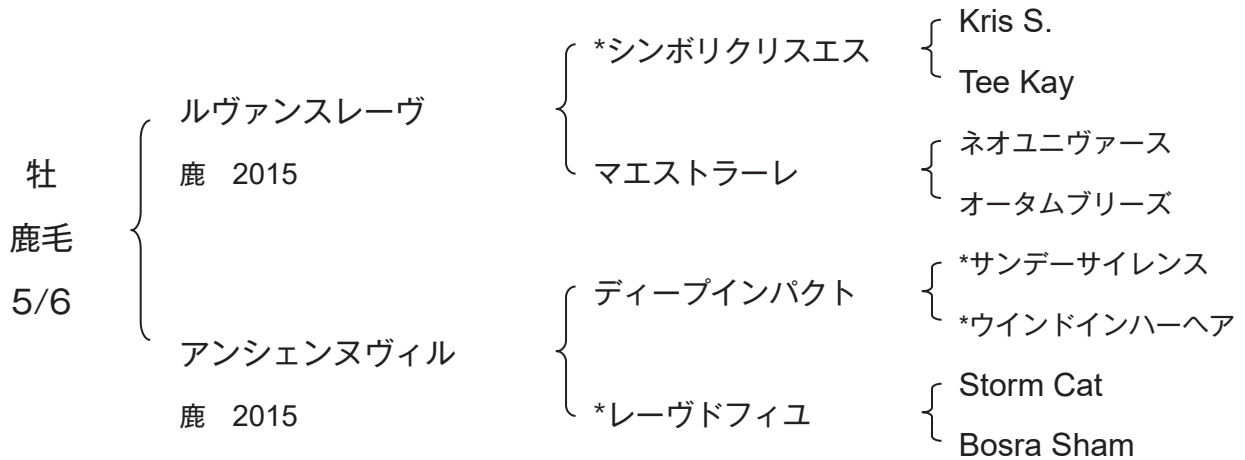 牡
鹿毛
5/6
ルヴァンスレーヴ
鹿 2015
アンシェンヌヴィル
鹿 2015
*シンボリクリスエス
マエストラーレ
ディープインパクト
*レーヴドフィユ
Kris S.
Tee Kay
ネオユニヴァース
オータムブリーズ
*サンデーサイレンス
*ウインドインハーヘア
Storm Cat
Bosra Sham